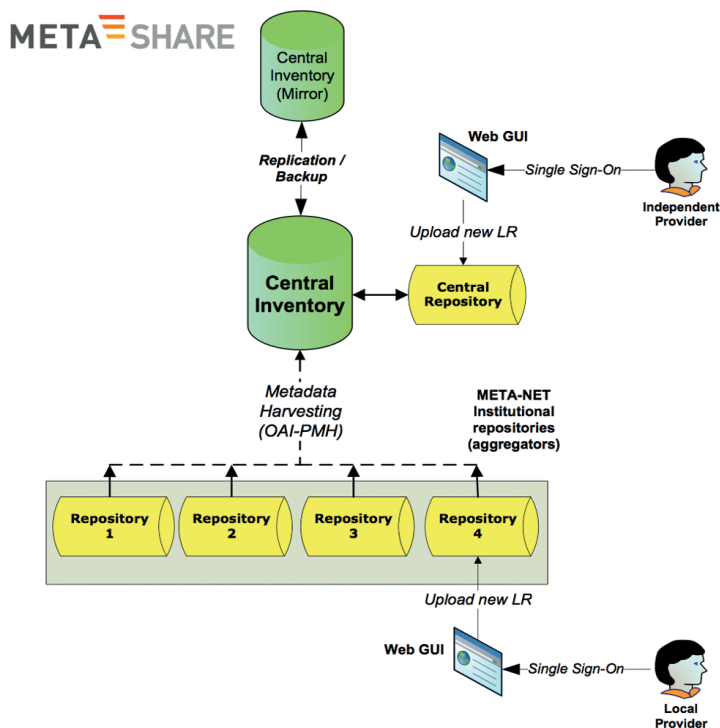 META SHARE
Central
Inventory
(Mirror)
Replication /
Backup
Web GUI
Single Sign-On
Independent
Provider
Upload new LR
Central
Inventory
Central
Repository
Metadata
Harvesting
(OAI-PMH)
META-NET
Institutional
repositories
(aggregators)
Repository
1
Repository
2
Repository
3
Repository
4
Upload new LR
Web GUI
Single Sign-On
Local
Provider